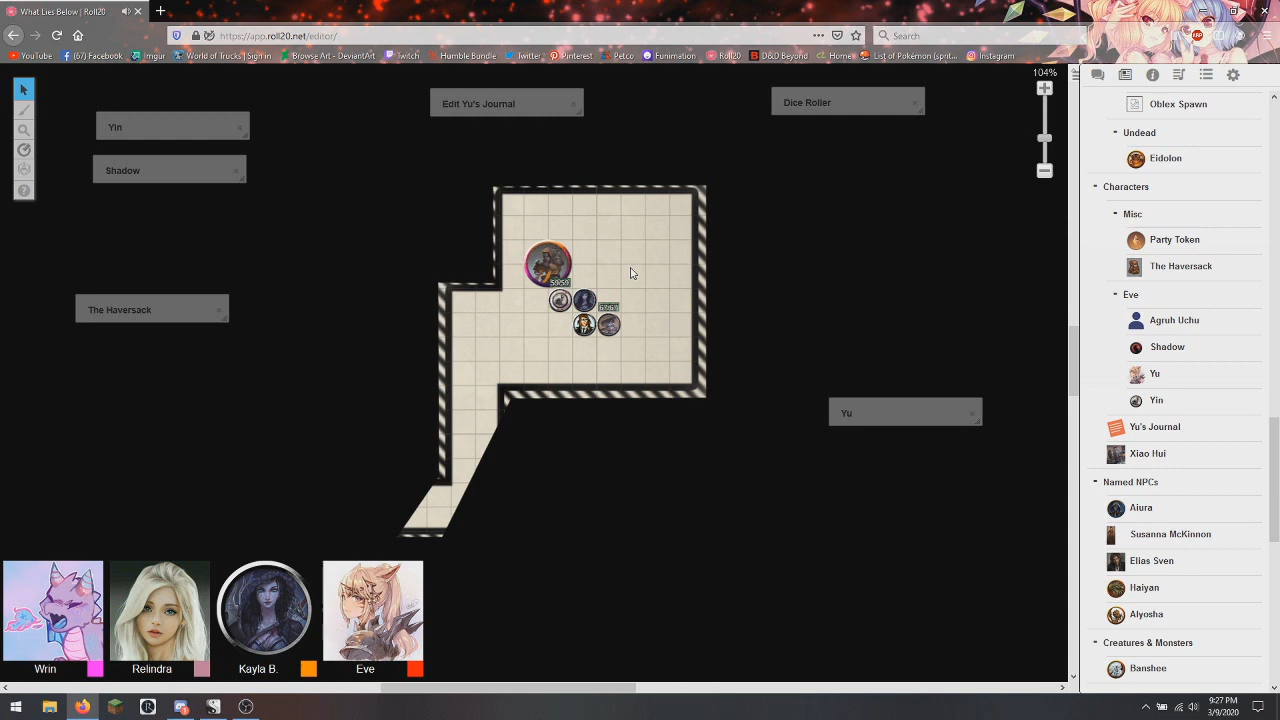 What Lies Below | Roll20
https://app.roll20.net/editor/
Search
YouTube
(67) Facebook
Imgur
World of Trucks | Sign in
Browse Art - DeviantArt
Twitch
Humble Bundle
Twitter
Pinterest
Petco
Funimation
Roll20
D&D Beyond
Home
List of Pokémon (sprit...
Instagram
104%
Edit Yu's Journal
Dice Roller
Yin
Shadow
The Haversack
Yu
59/59
Oblex Spawn
Undead
Eidolon
Characters
Misc
Party Token
The Haversack
Eve
Agruh Uchu
Shadow
Yu
Yin
Yu's Journal
Xiao Hui
Named NPCs
Aiura
Susanna McKinnon
Elias Sven
Haiyan
Alyosha
Creatures & Monsters
Banshee
Wrin
Relindra
Kayla B.
Eve
9:27 PM
3/9/2020